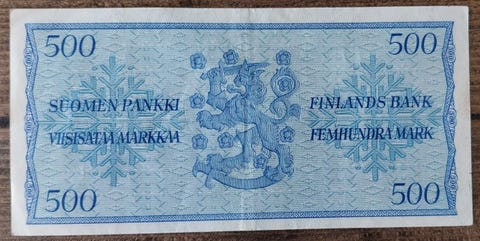 500 500
SUOMEN PANKKI FINLANDS BANK
VIISISATAA MARKKAA FEMHUNDRA MARK
500 500